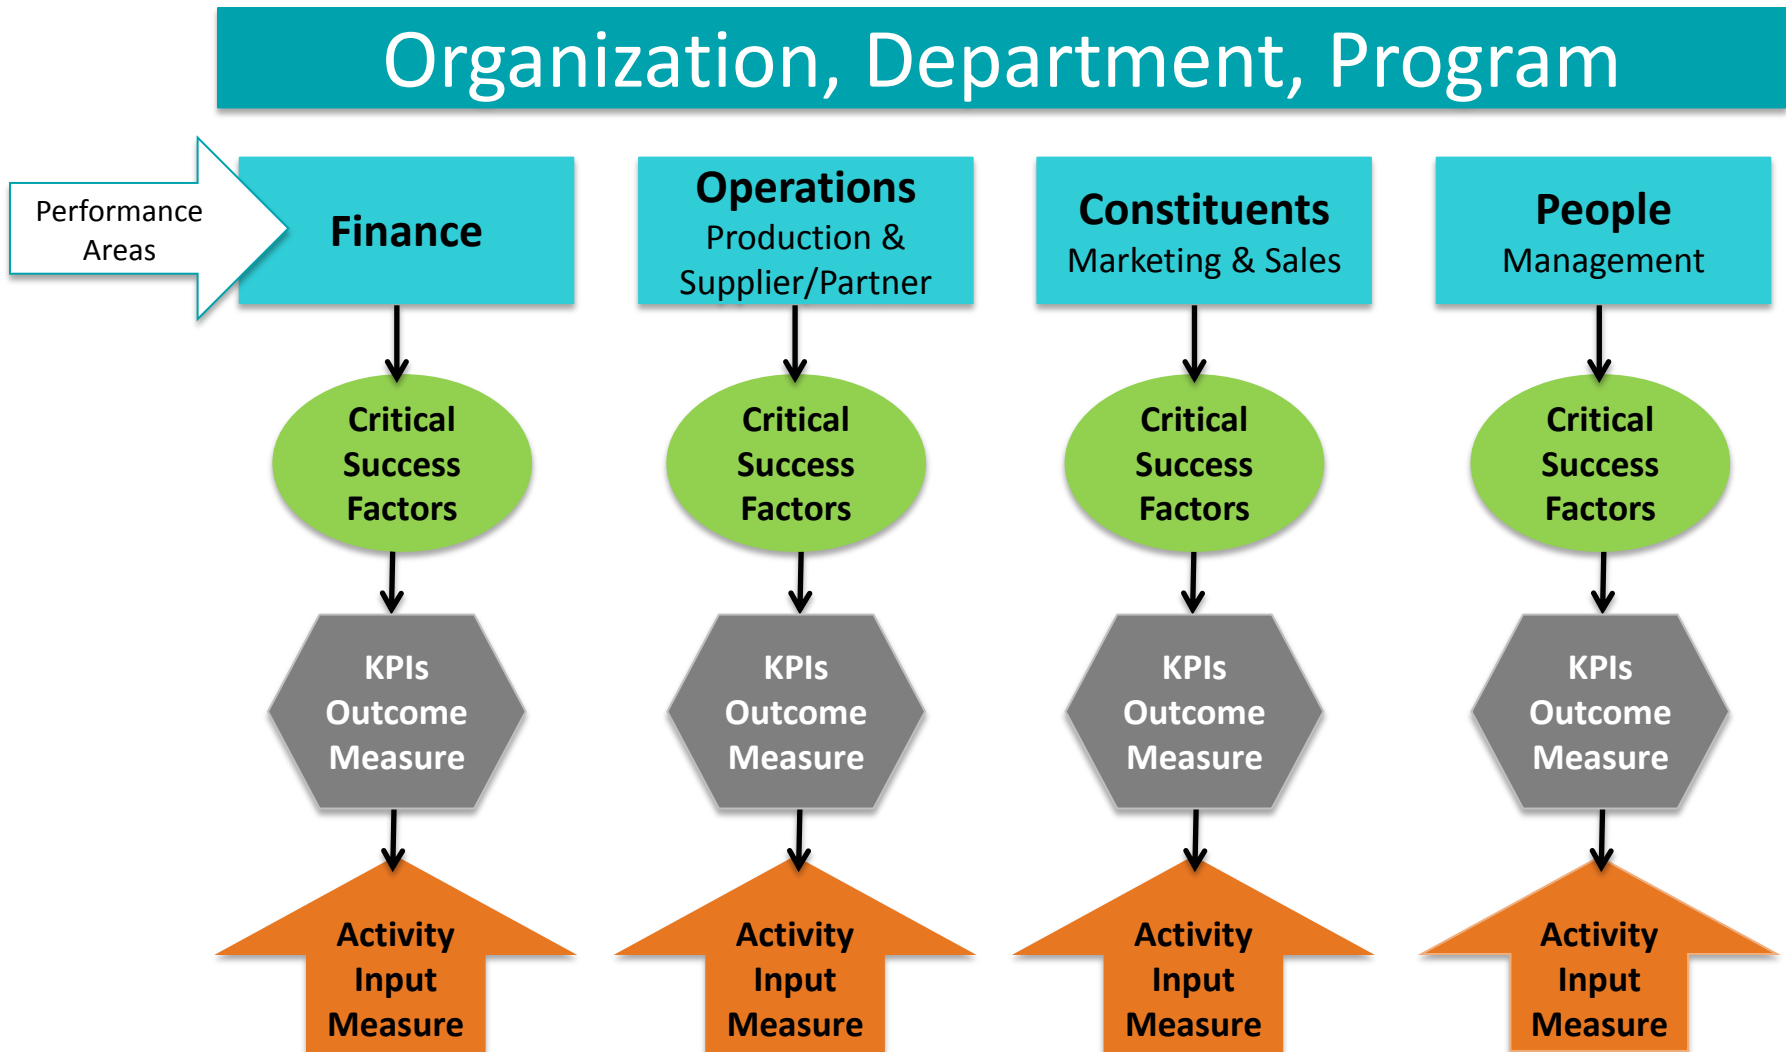 Organization, Department, Program
Performance
Areas
Finance
Operations
Production &
Supplier/Partner
Constituents
Marketing & Sales
People
Management
Critical
Success
Factors
Critical
Success
Factors
Critical
Success
Factors
Critical
Success
Factors
KPIs
Outcome
Measure
KPIs
Outcome
Measure
KPIs
Outcome
Measure
KPIs
Outcome
Measure
Activity
Input
Measure
Activity
Input
Measure
Activity
Input
Measure
Activity
Input
Measure